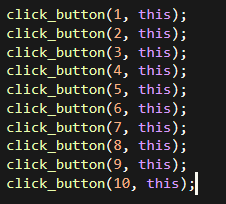 click_button(1, this);
click_button(2, this);
click_button(3, this);
click_button(4, this);
click_button(5, this);
click_button(6, this);
click_button(7, this);
click_button(8, this);
click_button(9, this);
click_button(10, this);